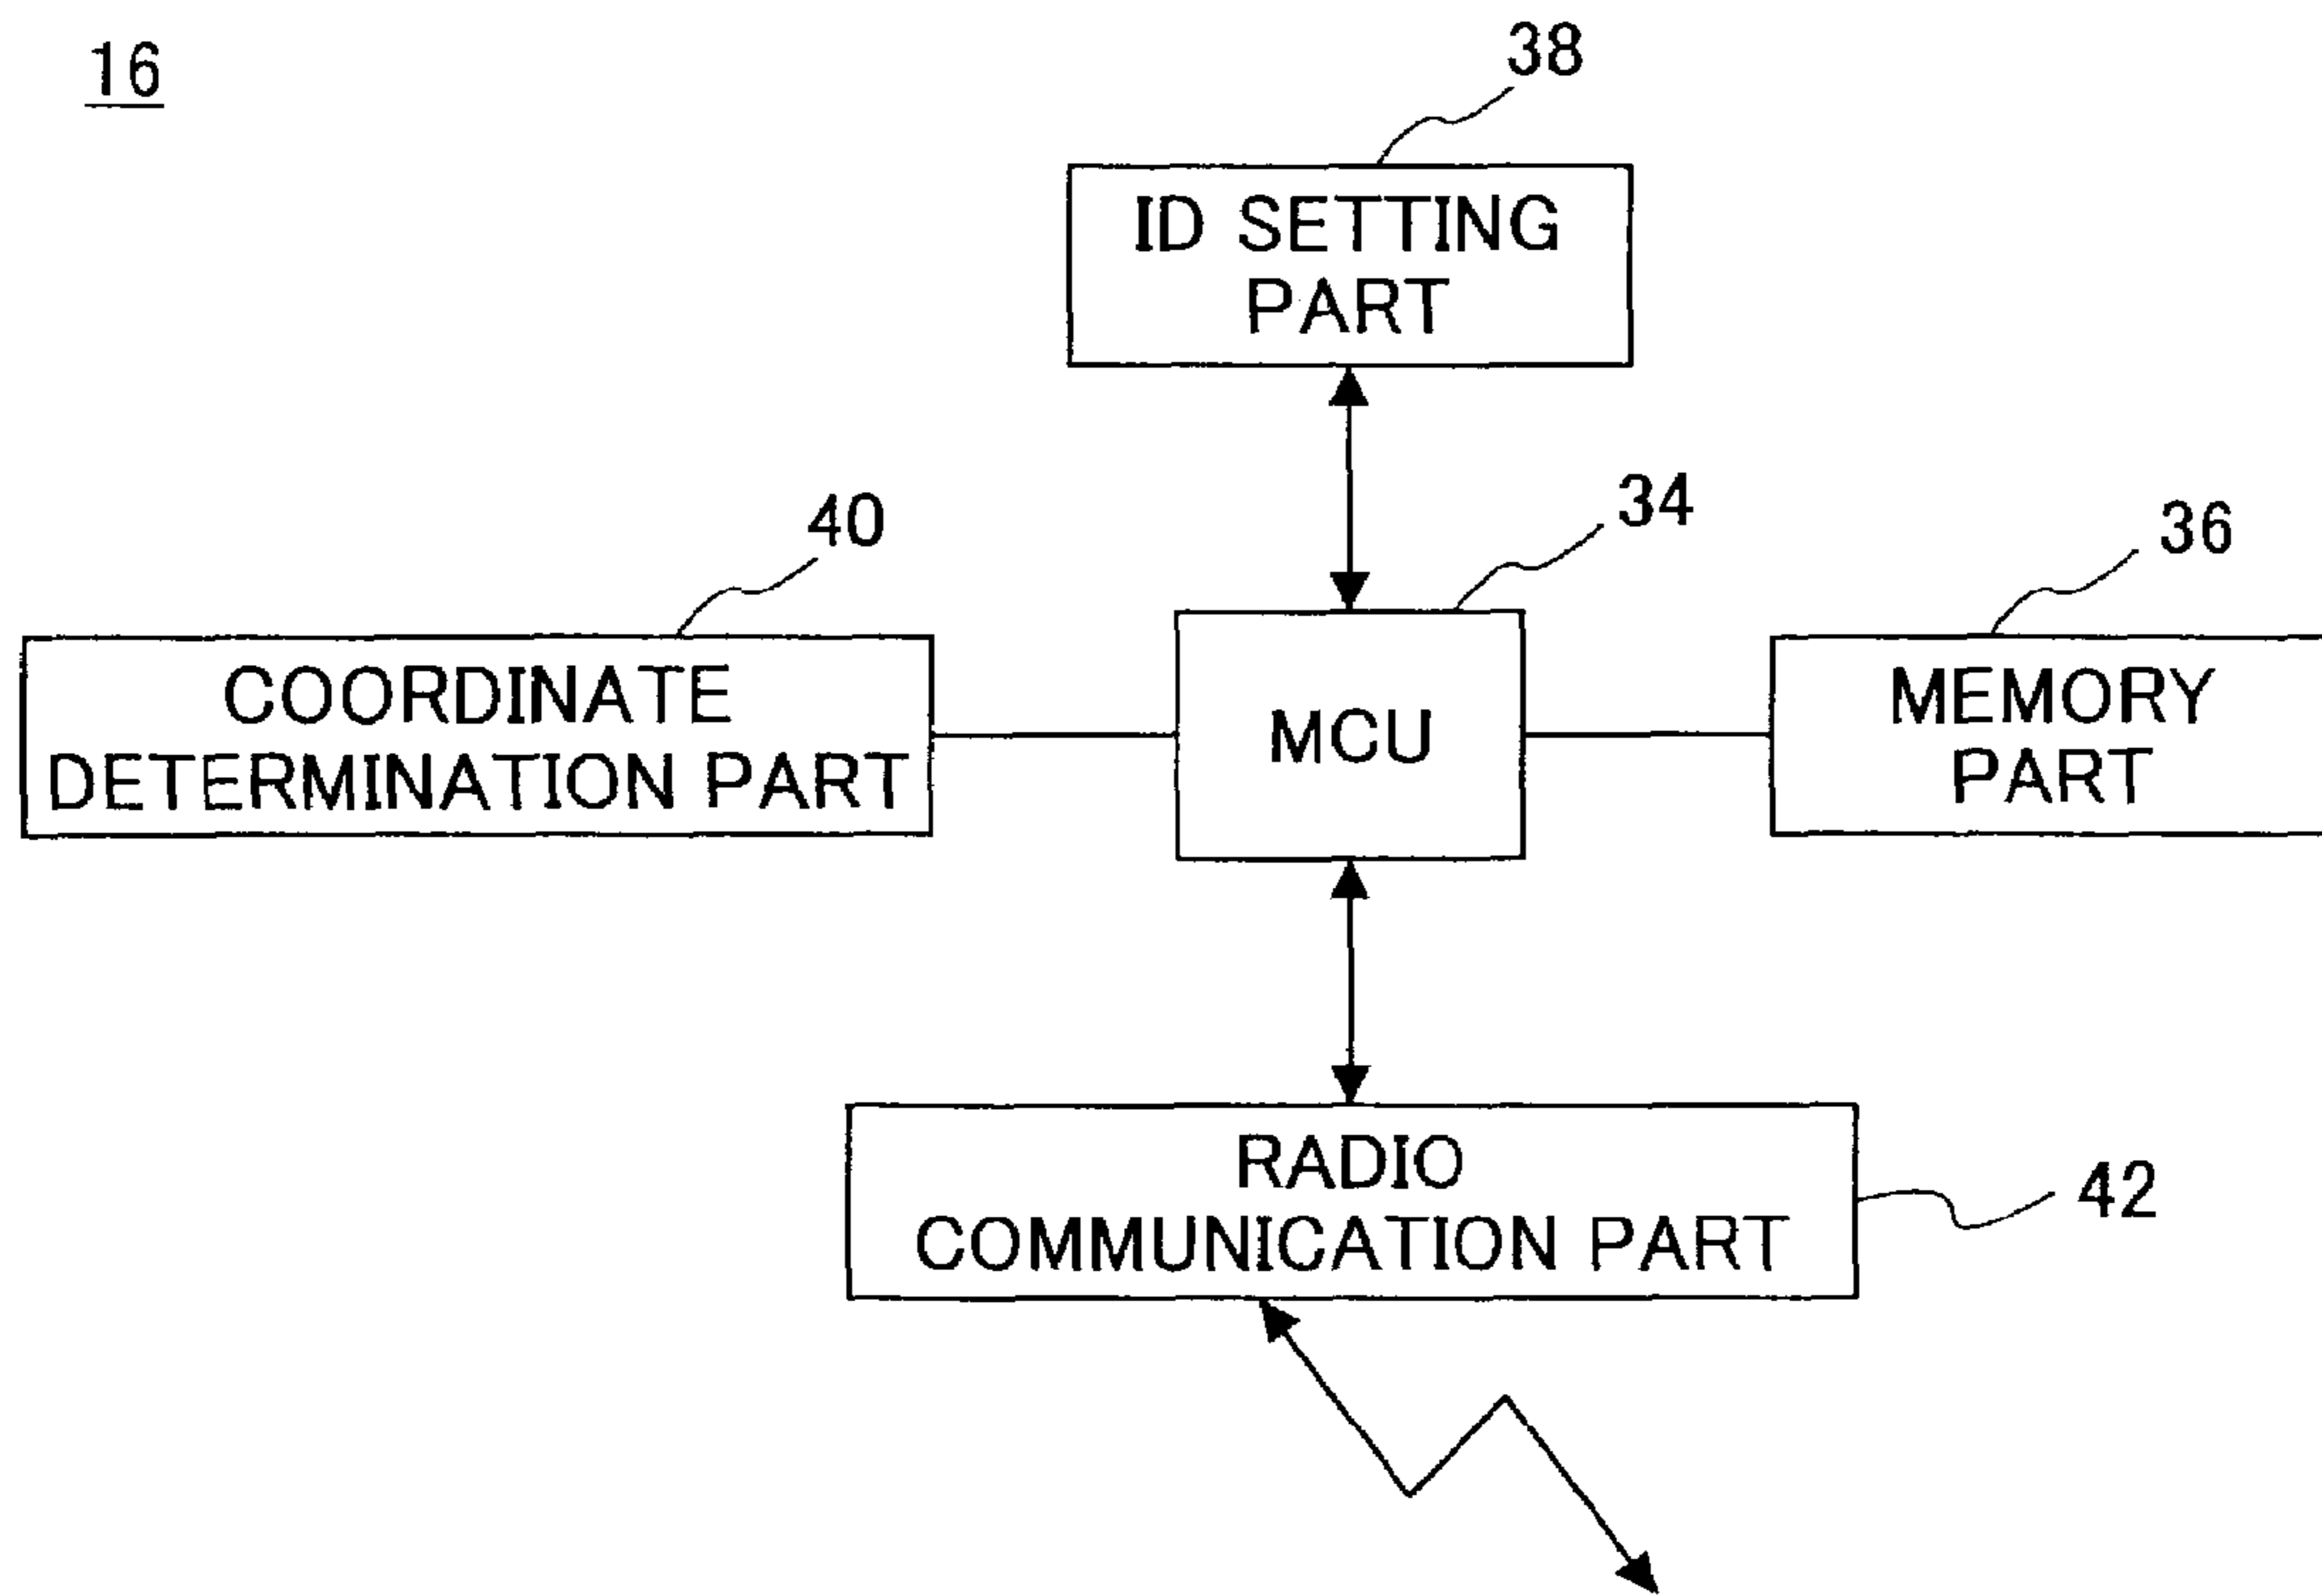 16
38
ID SETTING
PART
34
40
36
COORDINATE
DETERMINATION PART
MCU
MEMORY
PART
RADIO
COMMUNICATION PART
42